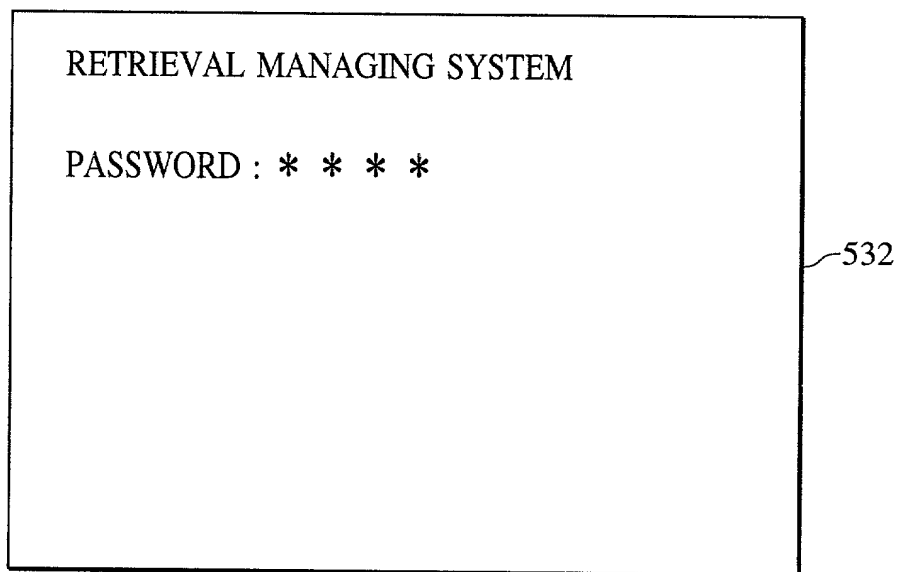 RETRIEVAL MANAGING SYSTEM
PASSWORD : * * * *
532